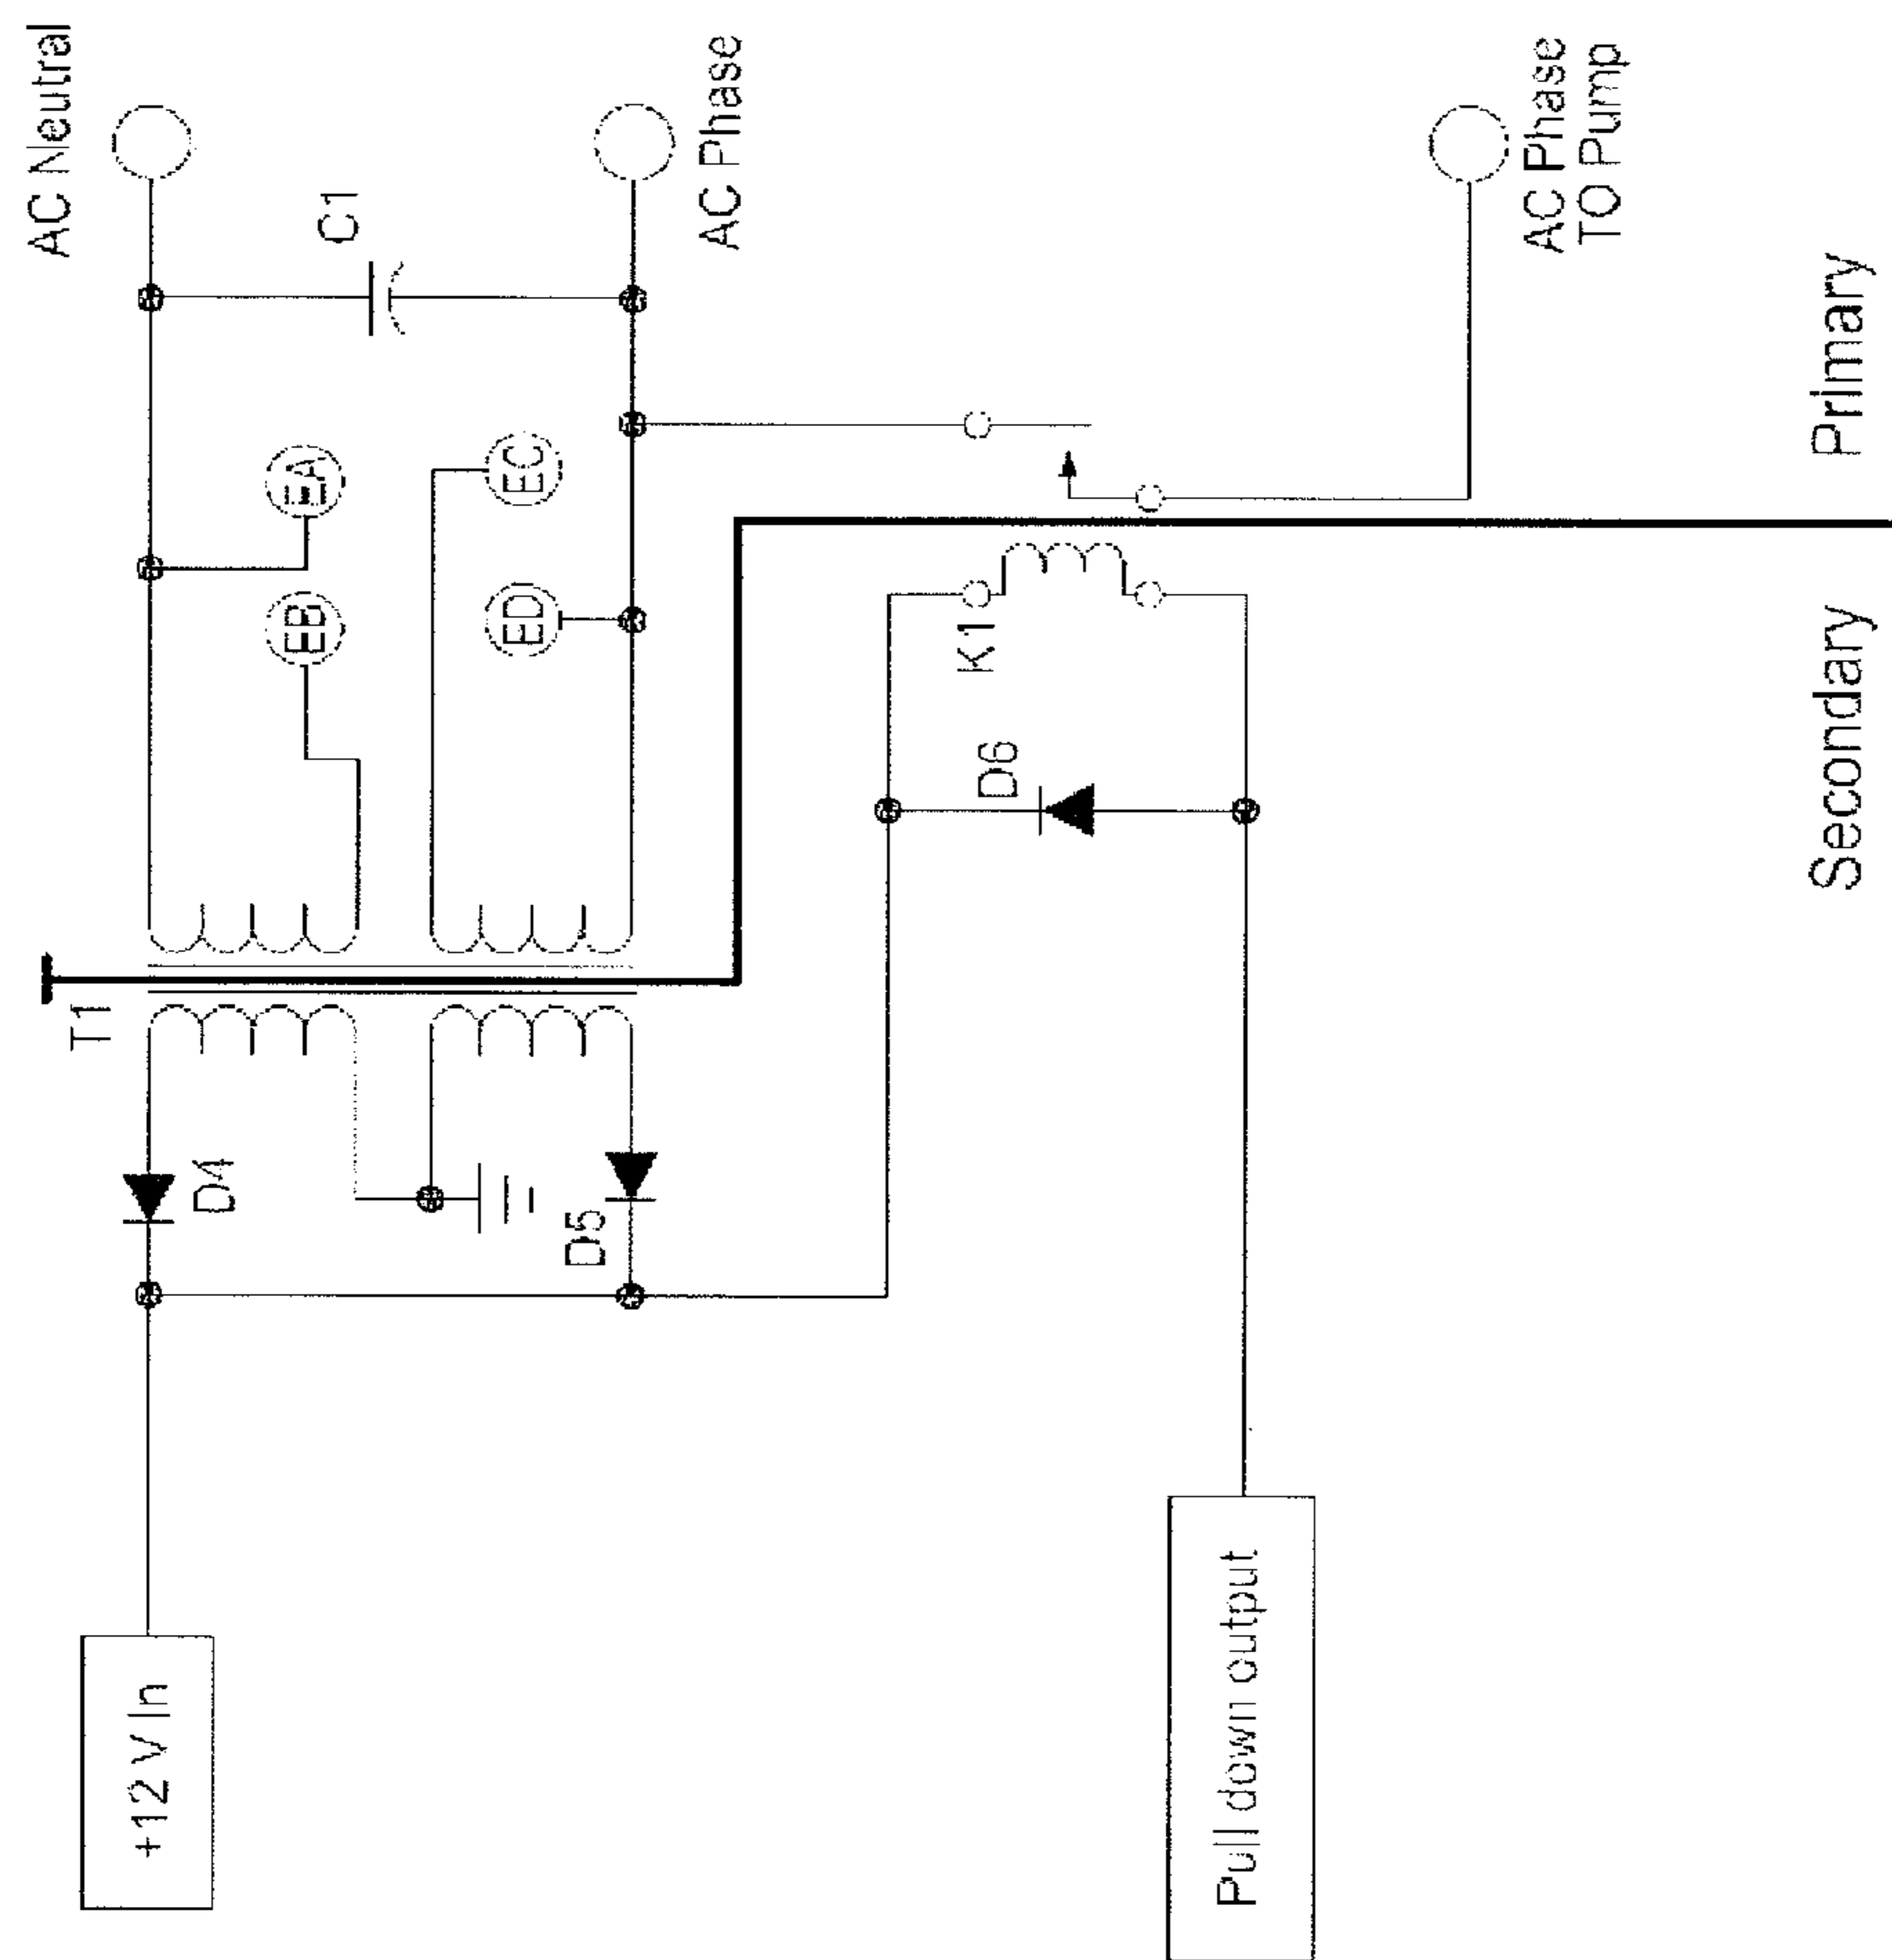 AC Neutral
C1
AC Phase
AC Phase
TO Pump
EA
EB
EC
ED
T1
K1
D6
D4
D5
Primary
Secondary
+12 V In
Pull down output